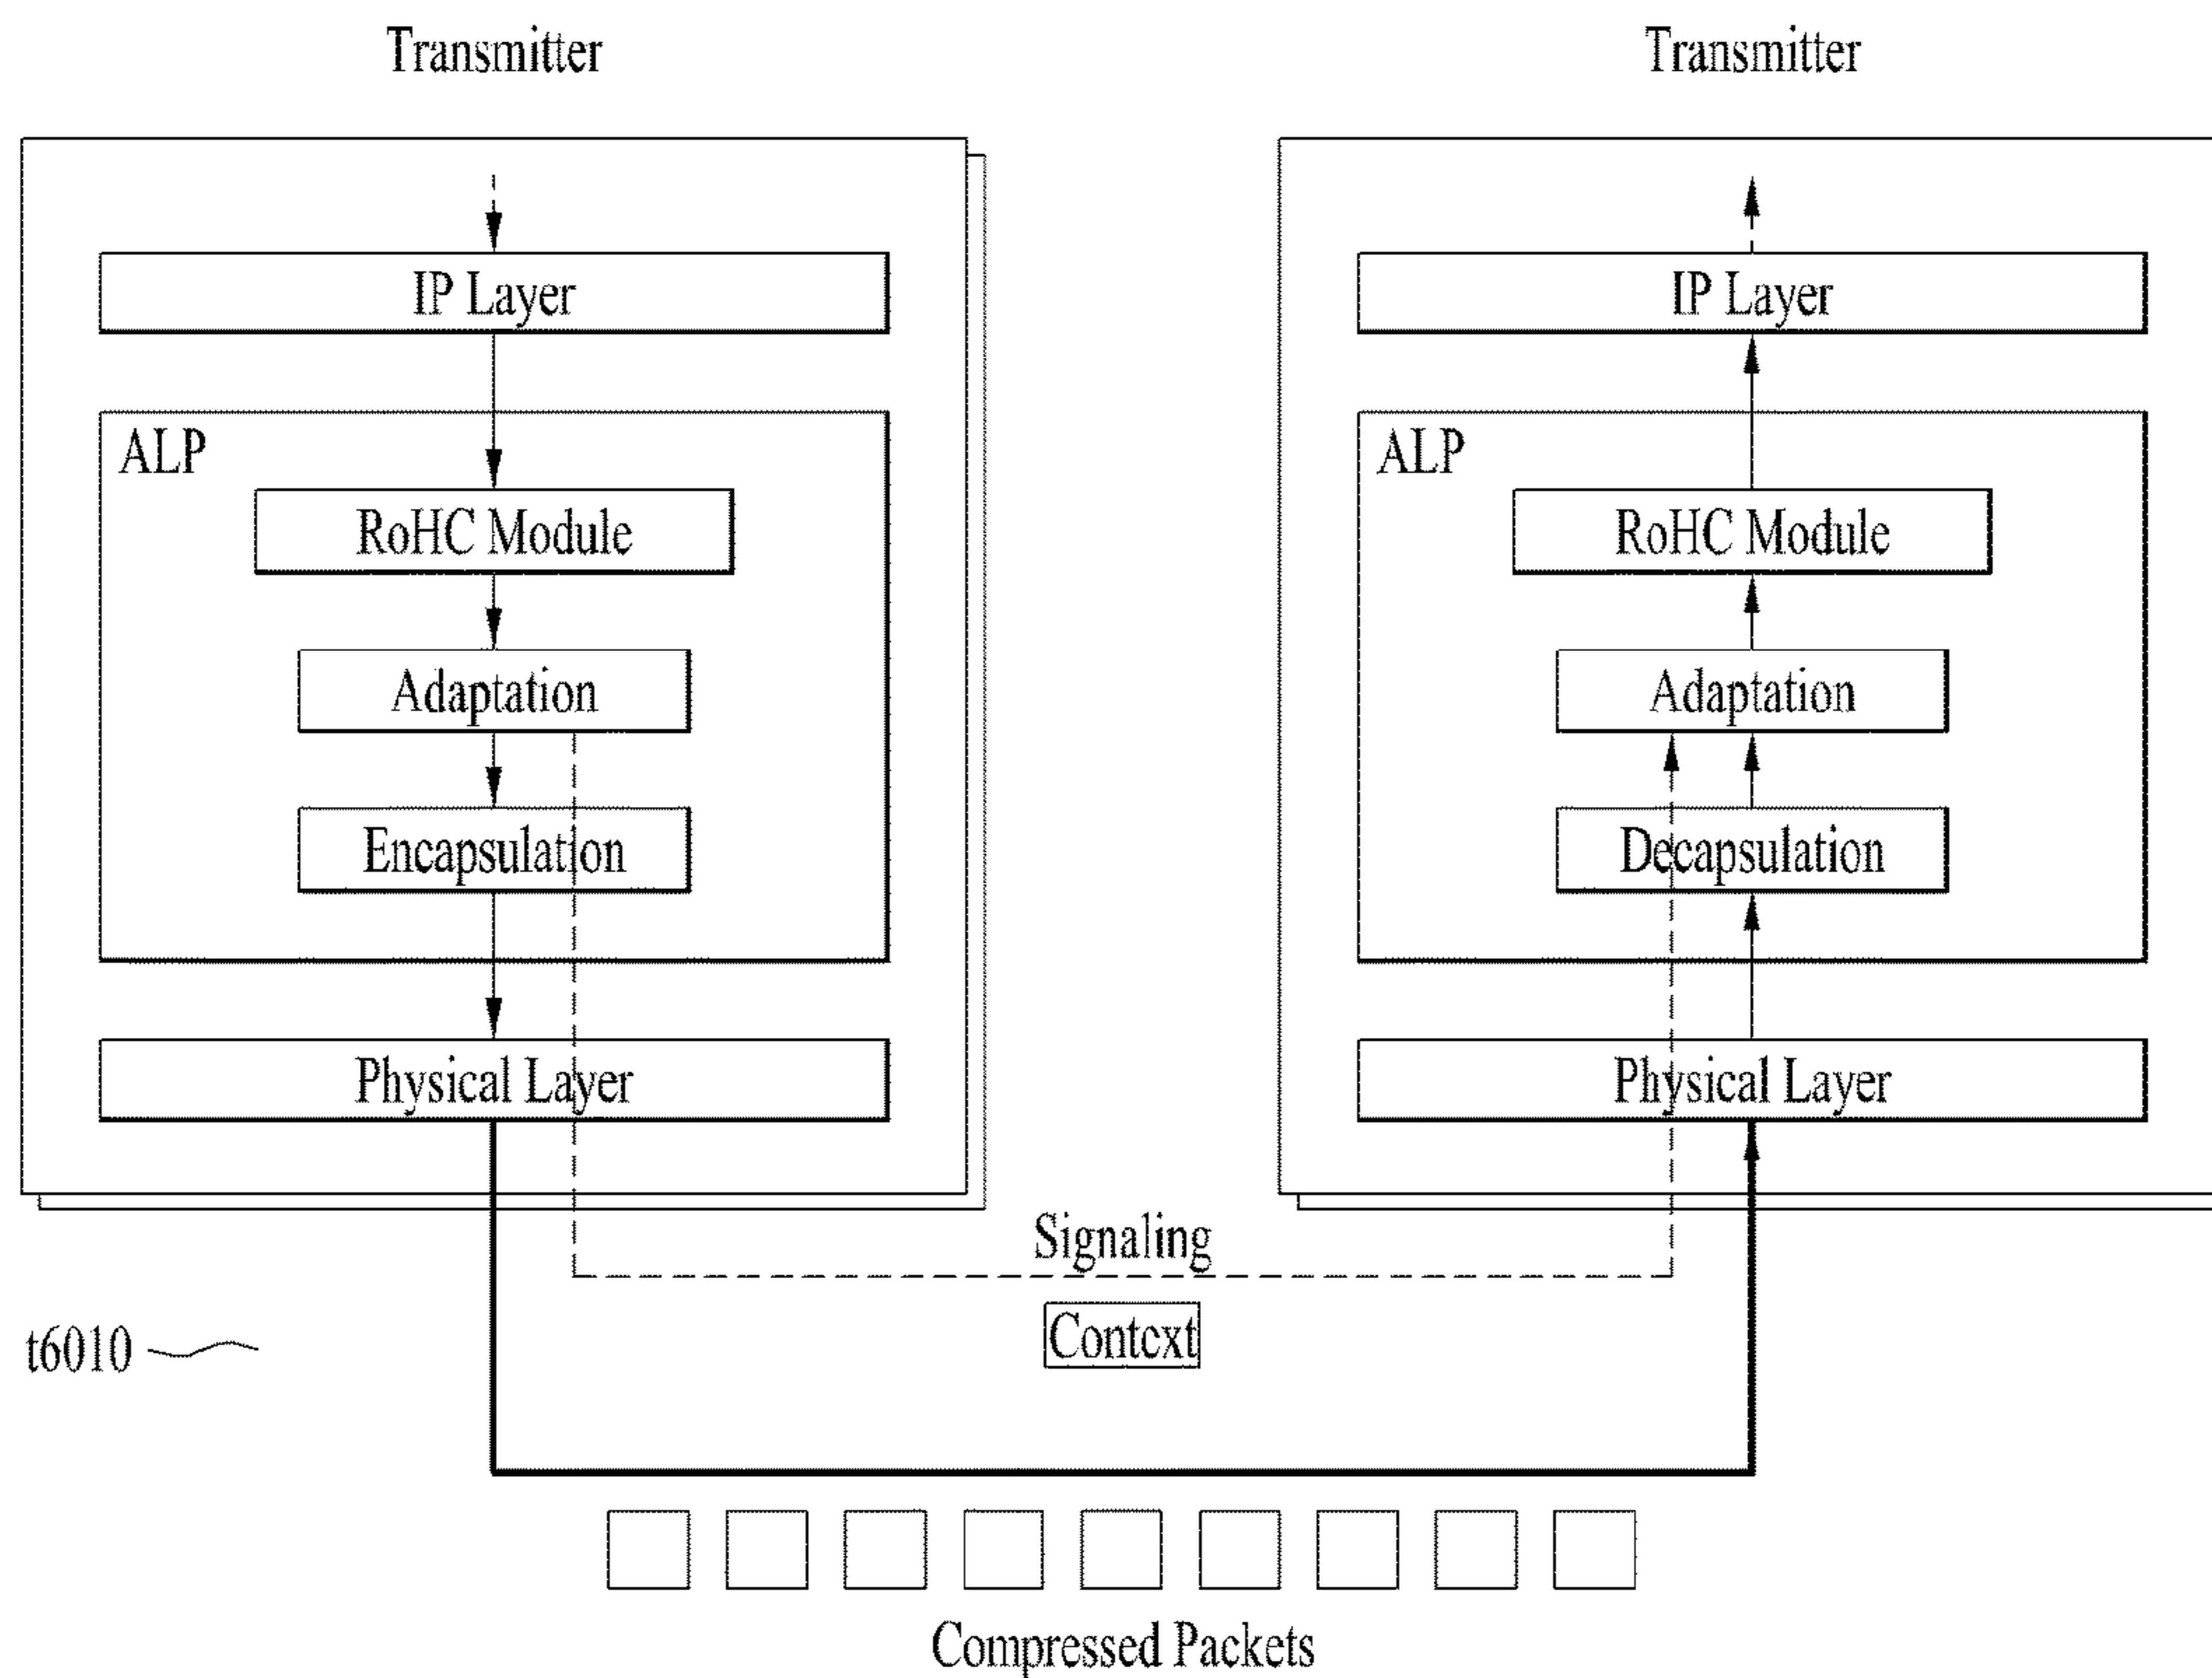 Transmitter
IP Layer
ALP
RoHC Module
Adaptation
Encapsulation
Physical Layer
Transmitter
IP Layer
ALP
RoHC Module
Adaptation
Decapsulation
Physical Layer
Signaling
Context
t6010
Compressed Packets